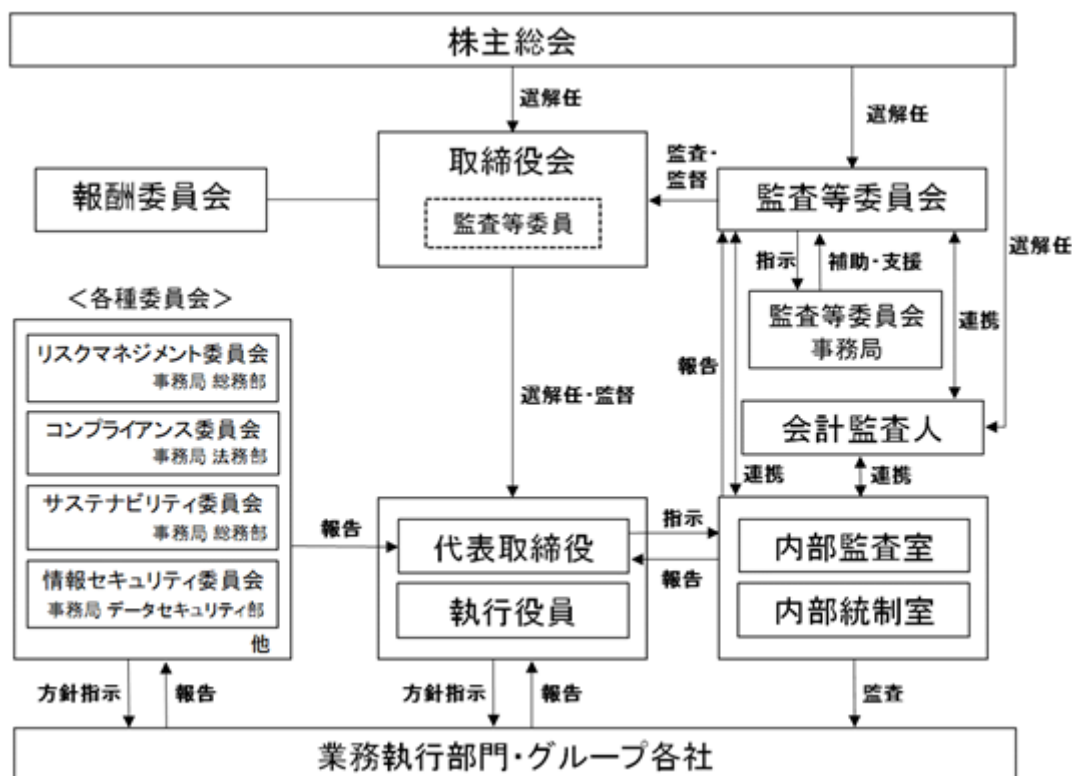 株主総会
選解任
選解任
選解任
取締役会
監査等委員
監査・
監督
報酬委員会
監査等委員会
指示
補助・支援
監査等委員会
事務局
連携
報告
<各種委員会>
リスクマネジメント委員会
事務局 総務部
コンプライアンス委員会
事務局 法務部
サステナビリティ委員会
事務局 総務部
情報セキュリティ委員会
事務局 データセキュリティ部
他
選解任・監督
会計監査人
連携
連携
報告
代表取締役
執行役員
指示
報告
内部監査室
内部統制室
方針指示
報告
方針指示
報告
監査
業務執行部門・グループ各社